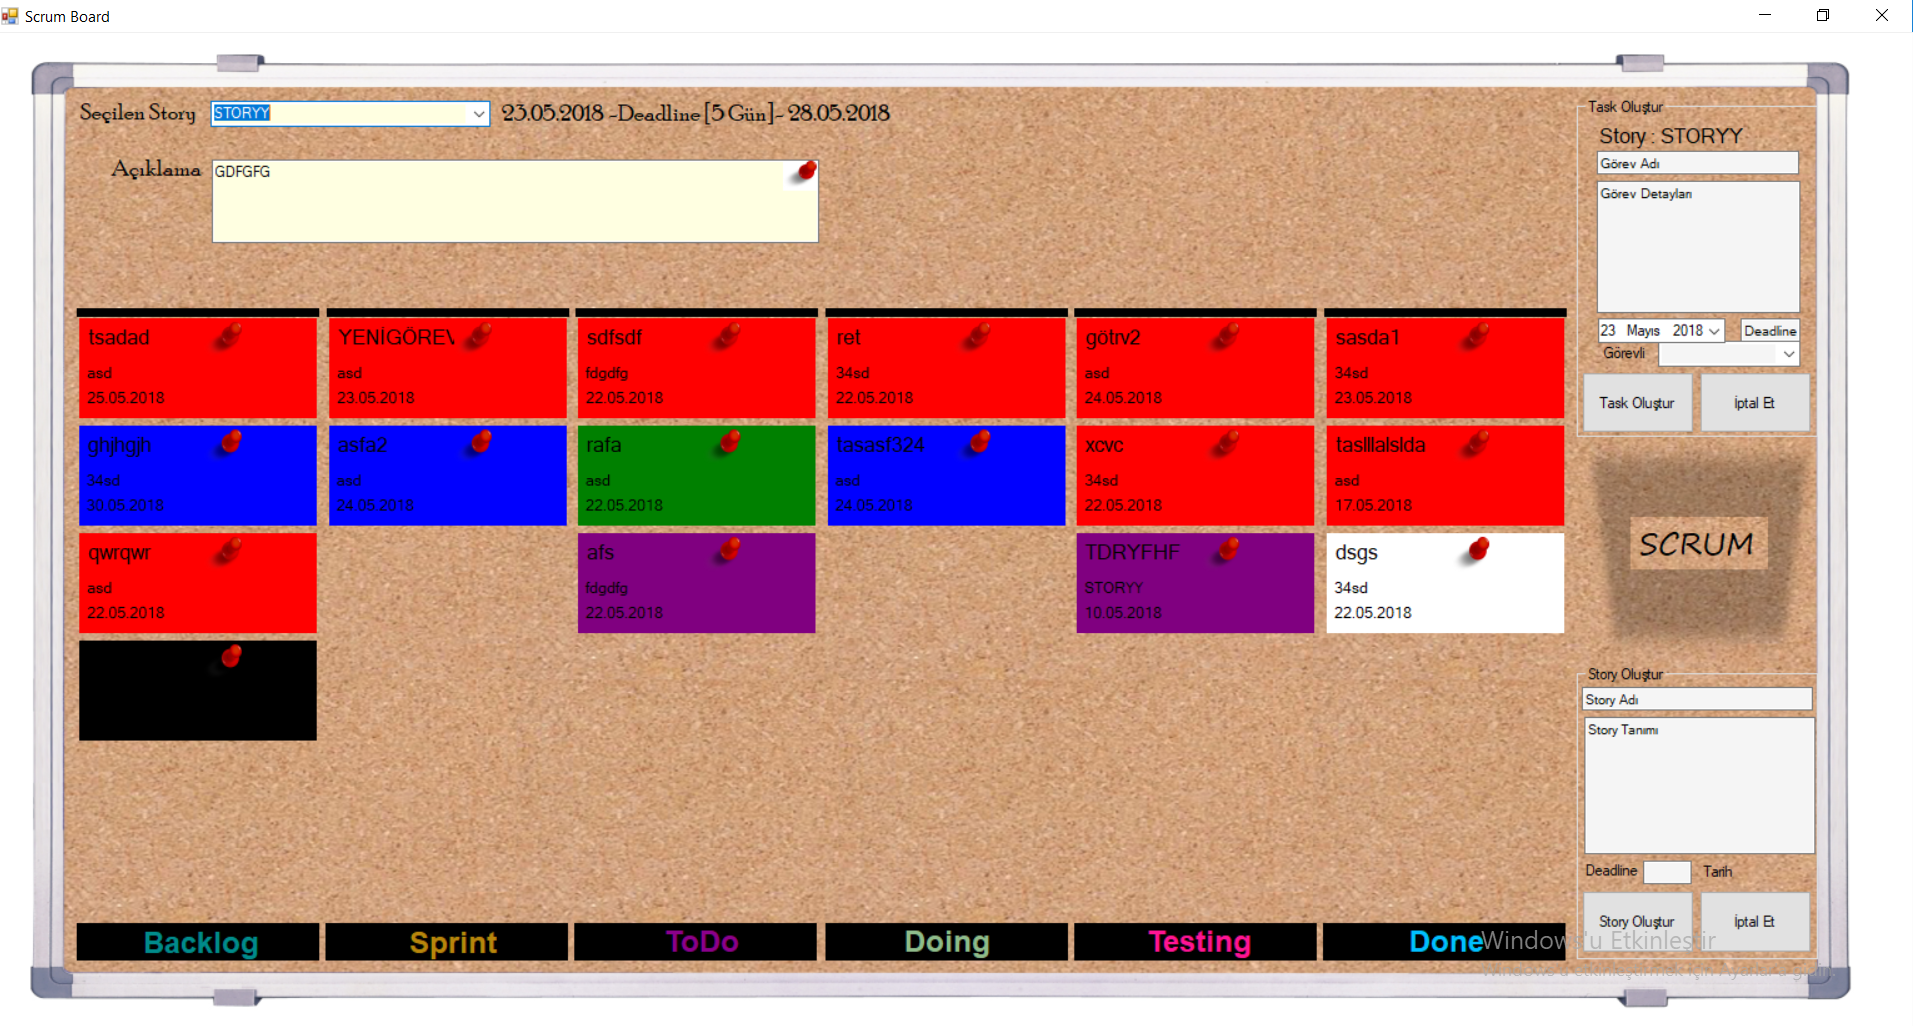 Scrum Board
Seçilen Story STORYY 23.05.2018 -Deadline [5 Gün]- 28.05.2018
Açıklama GDFGFG
tsadad
asd
25.05.2018
YENİGÖREV
asd
23.05.2018
sdfsdf
fdgdfg
22.05.2018
ret
34sd
22.05.2018
götrv2
asd
24.05.2018
sasda1
34sd
23.05.2018
ghjhgjh
34sd
30.05.2018
asfa2
asd
24.05.2018
rafa
asd
22.05.2018
tasasf324
asd
24.05.2018
xcvc
34sd
22.05.2018
taslllalslda
asd
17.05.2018
qwrqwr
asd
22.05.2018
afs
fdgdfg
22.05.2018
TDRYFHF
STORYY
10.05.2018
dsgs
34sd
22.05.2018
Backlog Sprint ToDo Doing Testing Done
Task Oluştur
Story : STORYY
Görev Adı
Görev Detayları
23 Mayıs 2018 Deadline
Görevli
Task Oluştur İptal Et
SCRUM
Story Oluştur
Story Adı
Story Tanımı
Deadline Tarih
Story Oluştur İptal Et
Windows'u Etkinleştir